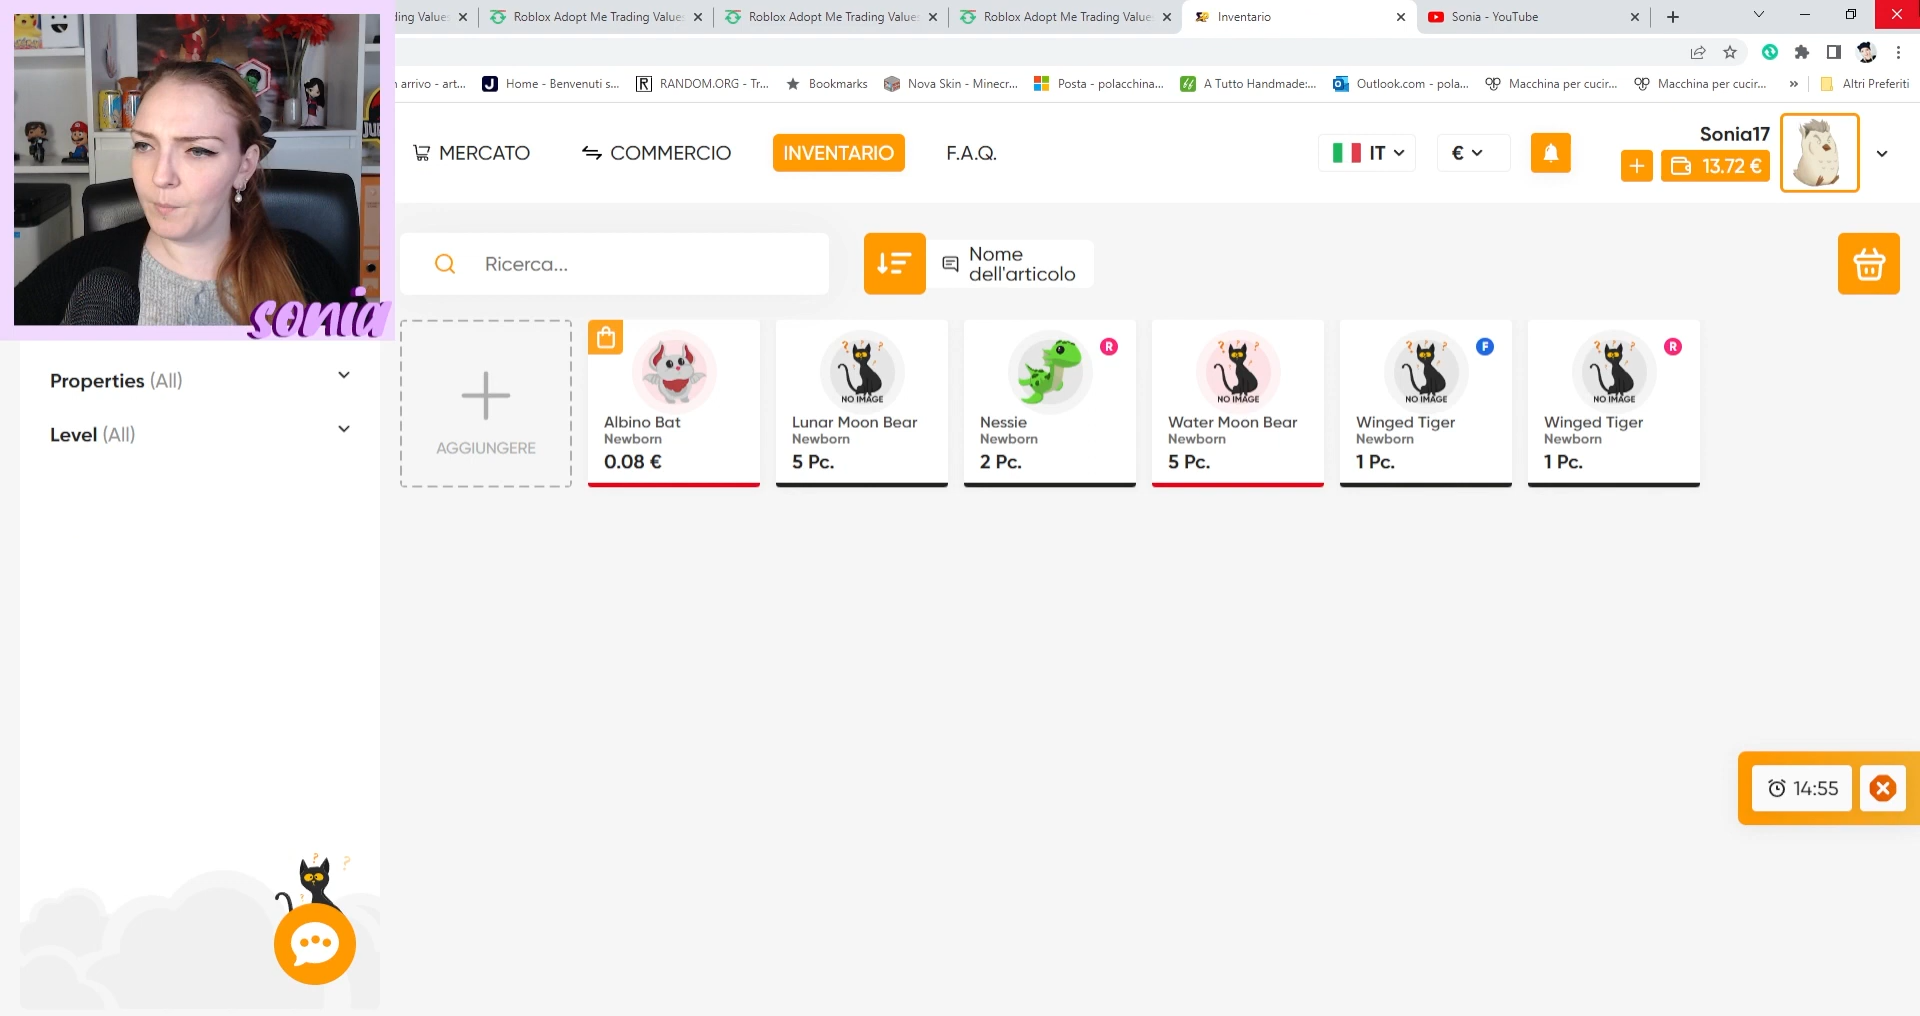 ding Value
Roblox Adopt Me Trading Value
Roblox Adopt Me Trading Value
Roblox Adopt Me Trading Value
Inventario
Sonia - YouTube
n arrivo - art...
Home - Benvenuti s...
RANDOM.ORG - Tr...
Bookmarks
Nova Skin - Minecr...
Posta - polacchina...
A Tutto Handmade:...
Outlook.com - pola...
Macchina per cucir...
Macchina per cucir...
»
Altri Preferiti
MERCATO
COMMERCIO
INVENTARIO
F.A.Q.
IT
€
Sonia17
13.72 €
sonia
Ricerca...
Nome
dell'articolo
Properties (All)
Level (All)
AGGIUNGERE
Albino Bat
Newborn
0.08 €
NO IMAGE
Lunar Moon Bear
Newborn
5 Pc.
R
Nessie
Newborn
2 Pc.
NO IMAGE
Water Moon Bear
Newborn
5 Pc.
F
NO IMAGE
Winged Tiger
Newborn
1 Pc.
R
NO IMAGE
Winged Tiger
Newborn
1 Pc.
14:55